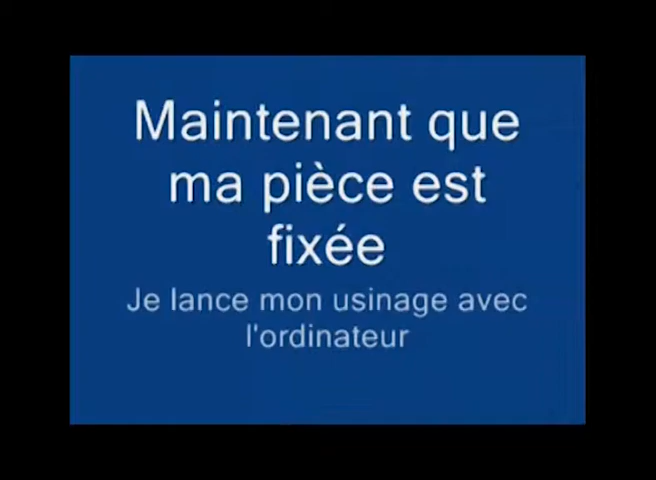 Maintenant que
ma pièce est
fixée
Je lance mon usinage avec
l'ordinateur